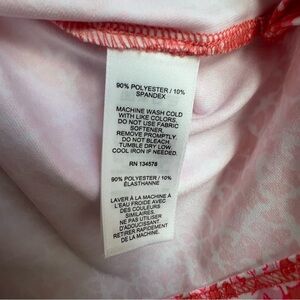 90% POLYESTER / 10%
SPANDEX
MACHINE WASH COLD
WITH LIKE COLORS.
DO NOT USE FABRIC
SOFTENER.
REMOVE PROMPTLY.
DO NOT BLEACH
TUMBLE DRY LOW.
COOL IRON IF NEEDED.
RN 134578
90% POLYESTER / 10%
ÉLASTHANNE
LAVER À LA MACHINE À
L'EAU FROIDE AVEC
DES COULEURS
SIMILAIRES.
NE PAS UTILISER
D'ADOUCISSANT
RETIRER RAPIDEMENT
DE LA MACHINE.